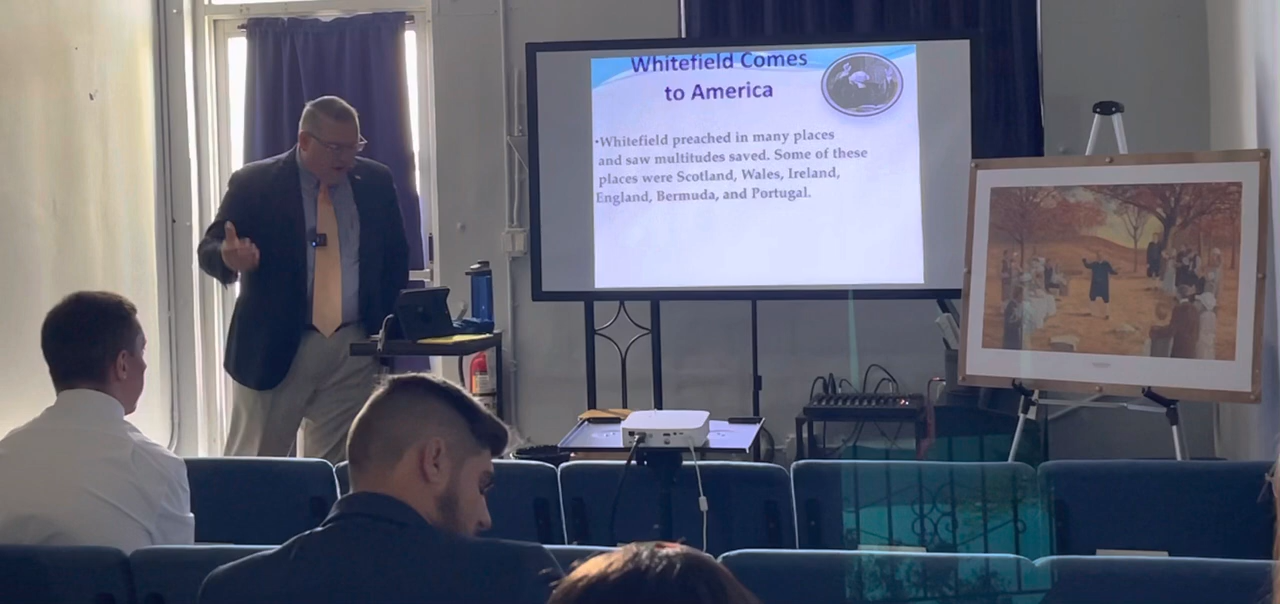 Whitefield Comes
to America
•Whitefield preached in many places
and saw multitudes saved. Some of these
places were Scotland, Wales, Ireland,
England, Bermuda, and Portugal.